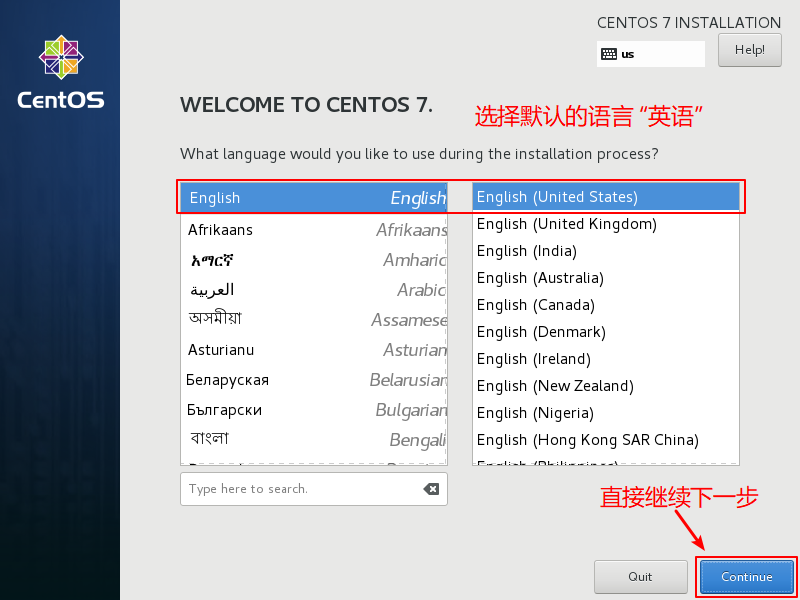 CENTOS 7 INSTALLATION
us
Help!
CentOS
WELCOME TO CENTOS 7.
选择默认的语言 “英语”
What language would you like to use during the installation process?
English English
English (United States)
Afrikaans Afrikaans
English (United Kingdom)
አማርኛ Amharic
English (India)
العربية Arabic
English (Australia)
অসমীয়া Assamese
English (Canada)
Asturianu Asturian
English (Denmark)
Беларуская Belarusian
English (Ireland)
Български Bulgarian
English (New Zealand)
বাংলা Bengali
English (Nigeria)
English (Hong Kong SAR China)
English (Philippines)
Type here to search.
直接继续下一步
Quit
Continue